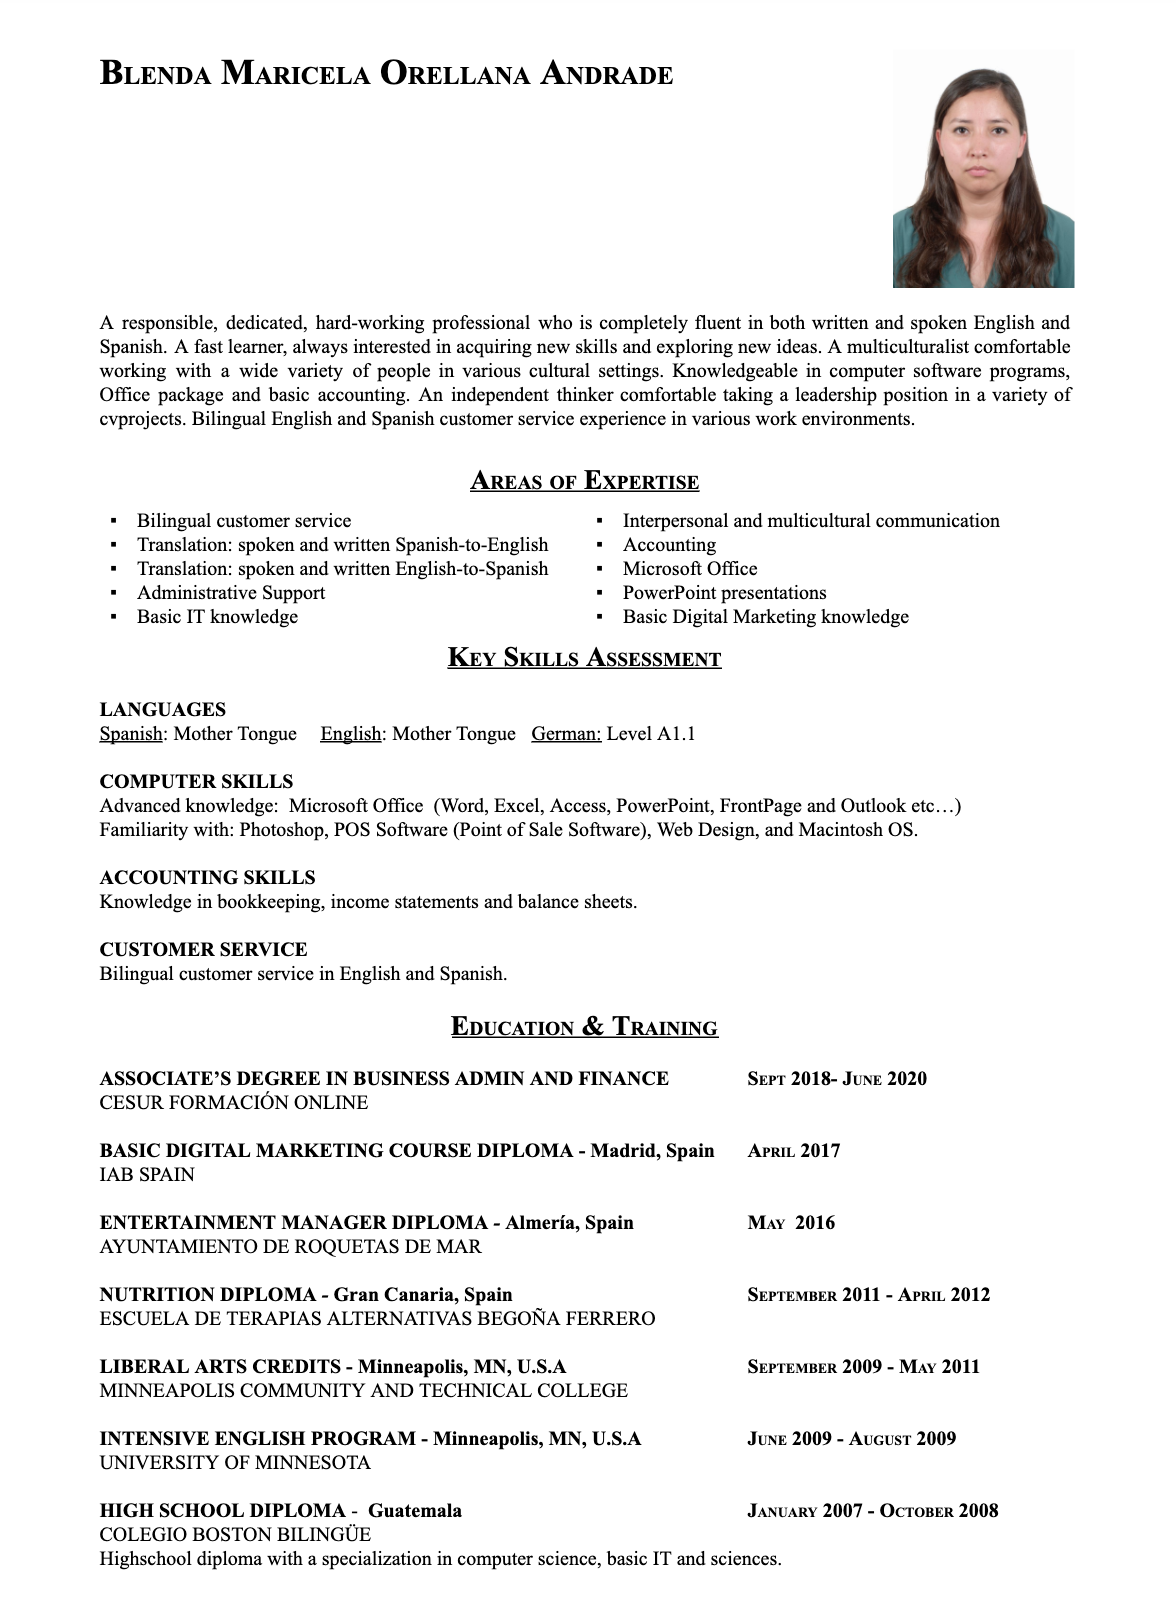 Blenda Maricela Orellana Andrade
A responsible, dedicated, hard-working professional who is completely fluent in both written and spoken English and
Spanish. A fast learner, always interested in acquiring new skills and exploring new ideas. A multiculturalist comfortable
working with a wide variety of people in various cultural settings. Knowledgeable in computer software programs,
Office package and basic accounting. An independent thinker comfortable taking a leadership position in a variety of
cvprojects. Bilingual English and Spanish customer service experience in various work environments.
Areas of Expertise
▪ Bilingual customer service
▪ Translation: spoken and written Spanish-to-English
▪ Translation: spoken and written English-to-Spanish
▪ Administrative Support
▪ Basic IT knowledge
▪ Interpersonal and multicultural communication
▪ Accounting
▪ Microsoft Office
▪ PowerPoint presentations
▪ Basic Digital Marketing knowledge
Key Skills Assessment
LANGUAGES
Spanish: Mother Tongue English: Mother Tongue German: Level A1.1
COMPUTER SKILLS
Advanced knowledge: Microsoft Office (Word, Excel, Access, PowerPoint, FrontPage and Outlook etc…)
Familiarity with: Photoshop, POS Software (Point of Sale Software), Web Design, and Macintosh OS.
ACCOUNTING SKILLS
Knowledge in bookkeeping, income statements and balance sheets.
CUSTOMER SERVICE
Bilingual customer service in English and Spanish.
Education & Training
ASSOCIATE’S DEGREE IN BUSINESS ADMIN AND FINANCE Sept 2018- June 2020
CESUR FORMACIÓN ONLINE
BASIC DIGITAL MARKETING COURSE DIPLOMA - Madrid, Spain April 2017
IAB SPAIN
ENTERTAINMENT MANAGER DIPLOMA - Almería, Spain May 2016
AYUNTAMIENTO DE ROQUETAS DE MAR
NUTRITION DIPLOMA - Gran Canaria, Spain September 2011 - April 2012
ESCUELA DE TERAPIAS ALTERNATIVAS BEGOÑA FERRERO
LIBERAL ARTS CREDITS - Minneapolis, MN, U.S.A September 2009 - May 2011
MINNEAPOLIS COMMUNITY AND TECHNICAL COLLEGE
INTENSIVE ENGLISH PROGRAM - Minneapolis, MN, U.S.A June 2009 - August 2009
UNIVERSITY OF MINNESOTA
HIGH SCHOOL DIPLOMA - Guatemala January 2007 - October 2008
COLEGIO BOSTON BILINGÜE
Highschool diploma with a specialization in computer science, basic IT and sciences.